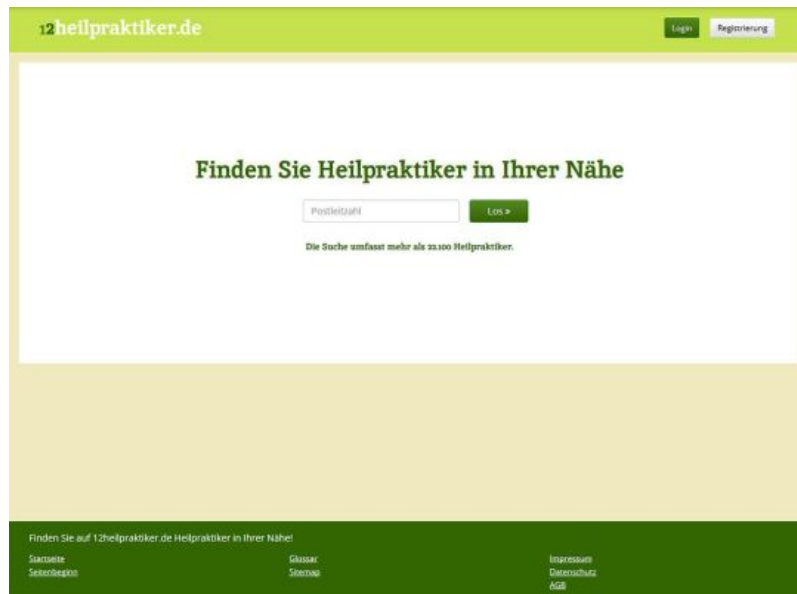 12heilpraktiker.de
Login Registrierung
Finden Sie Heilpraktiker in Ihrer Nähe
Postleitzahl Los »
Die Suche umfasst mehr als 22.100 Heilpraktiker.
Finden Sie auf 12heilpraktiker.de Heilpraktiker in Ihrer Nähe!
Startseite Glossar Impressum
Seitenbeginn Sitemap Datenschutz
AGB